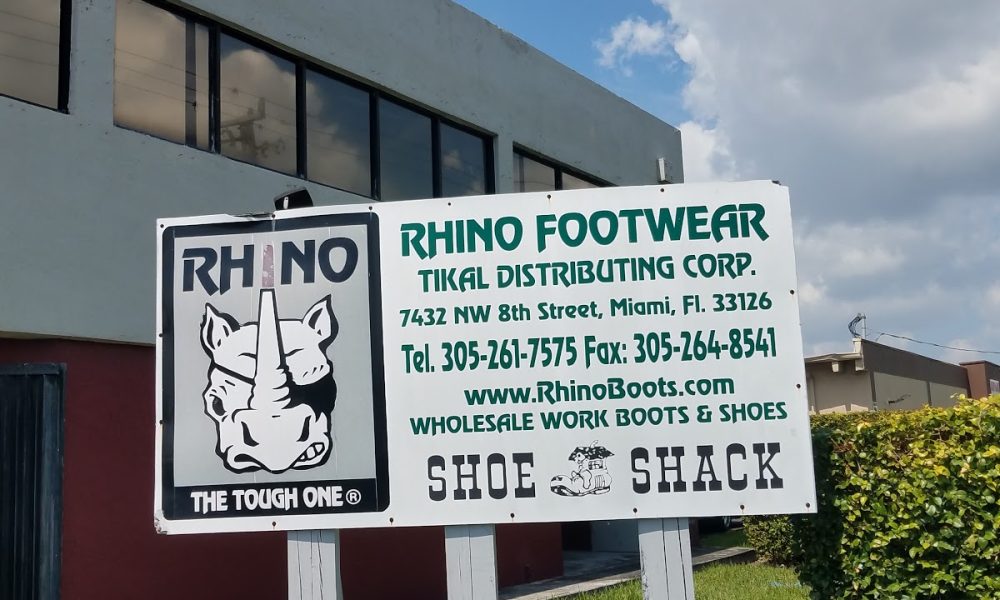 RHINO
THE TOUGH ONE®
RHINO FOOTWEAR
TIKAL DISTRIBUTING CORP.
7432 NW 8th Street, Miami, Fl. 33126
Tel. 305-261-7575 Fax: 305-264-8541
www.RhinoBoots.com
WHOLESALE WORK BOOTS & SHOES
SHOE SHACK